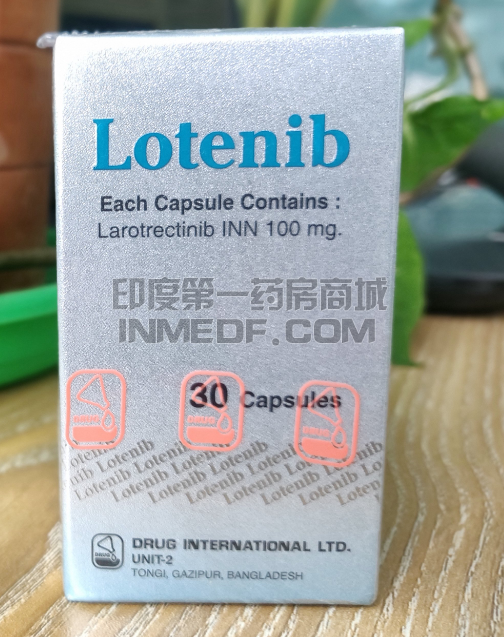 Lotenib
Each Capsule Contains :
Larotrectinib INN 100 mg.
印度第一药房商城
INMEDF.COM
30 Capsules
Lotenib Lotenib Lotenib
DRUG INTERNATIONAL LTD.
UNIT-2
TONGI, GAZIPUR, BANGLADESH